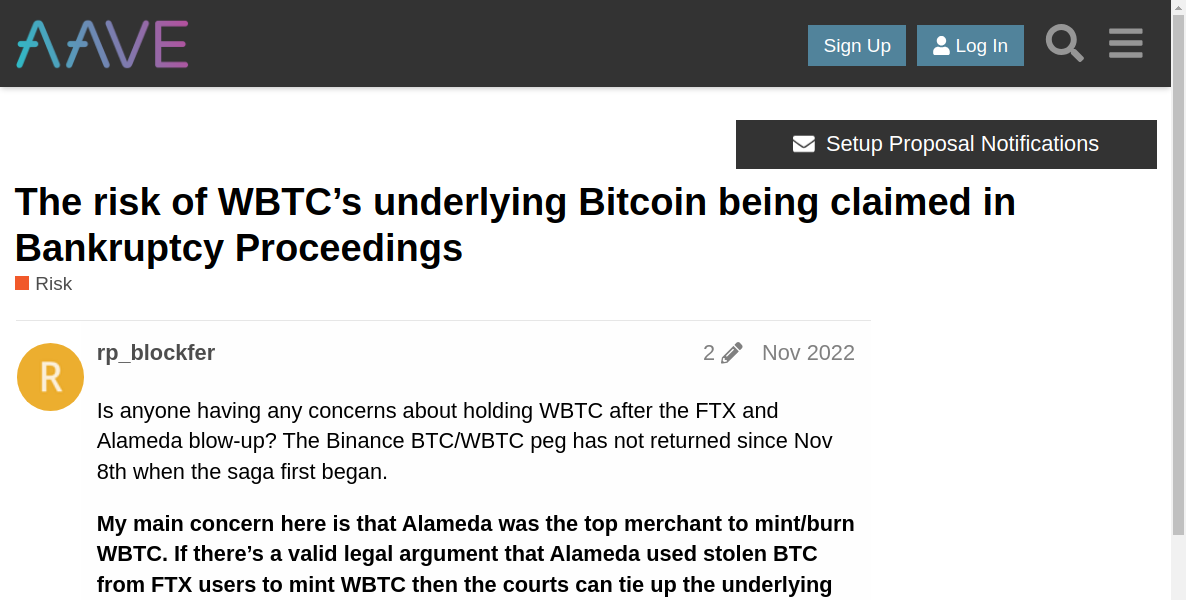 AAVE
Sign Up
Log In
Setup Proposal Notifications
The risk of WBTC’s underlying Bitcoin being claimed in
Bankruptcy Proceedings
Risk
R
rp_blockfer
2
Nov 2022
Is anyone having any concerns about holding WBTC after the FTX and
Alameda blow-up? The Binance BTC/WBTC peg has not returned since Nov
8th when the saga first began.
My main concern here is that Alameda was the top merchant to mint/burn
WBTC. If there’s a valid legal argument that Alameda used stolen BTC
from FTX users to mint WBTC then the courts can tie up the underlying